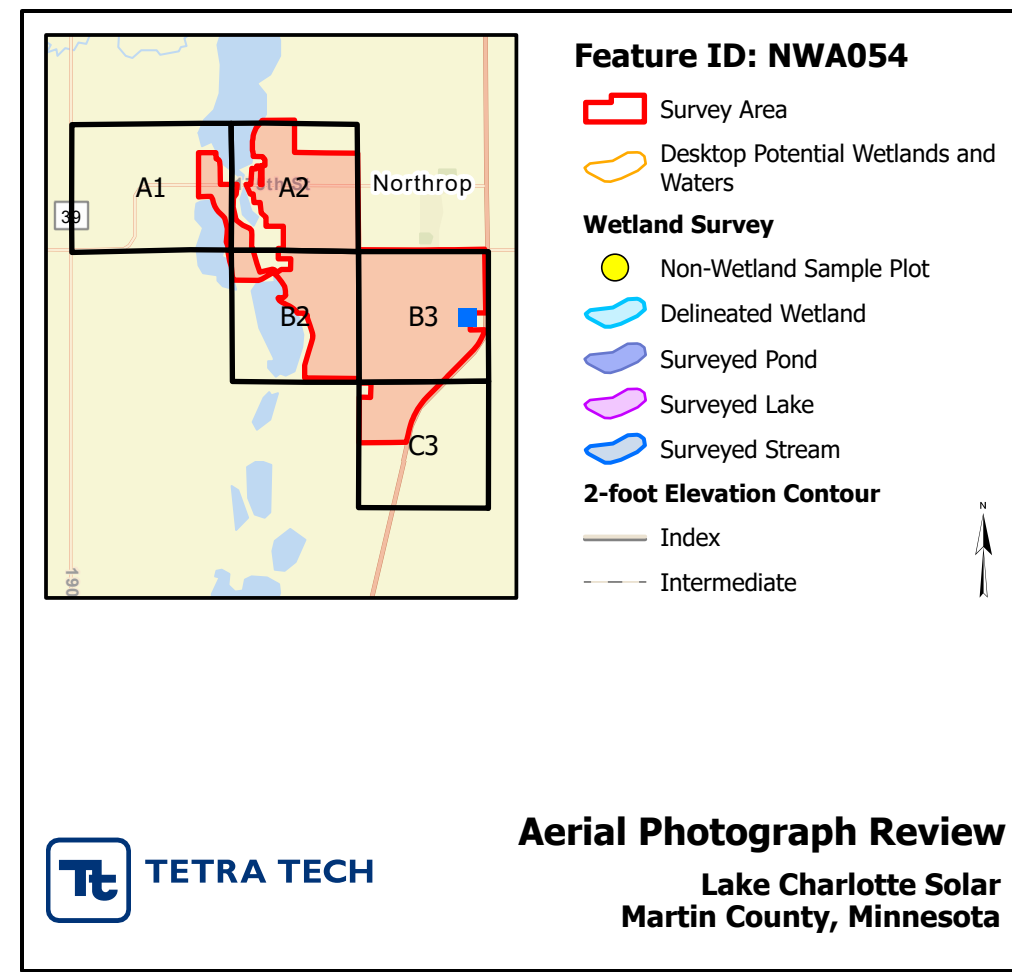 Feature ID: NWA054
Survey Area
Desktop Potential Wetlands and
Waters
Wetland Survey
Non-Wetland Sample Plot
Delineated Wetland
Surveyed Pond
Surveyed Lake
Surveyed Stream
2-foot Elevation Contour
Index
Intermediate
N
A1
A2
Northrop
39
B2
B3
C3
190
Tt
TETRA TECH
Aerial Photograph Review
Lake Charlotte Solar
Martin County, Minnesota